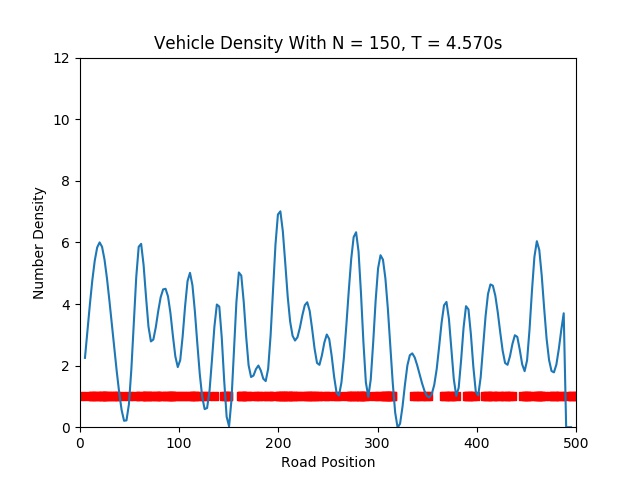 Vehicle Density With N = 150, T = 4.570s
12
10
8
6
4
2
0
Number Density
0 100 200 300 400 500
Road Position